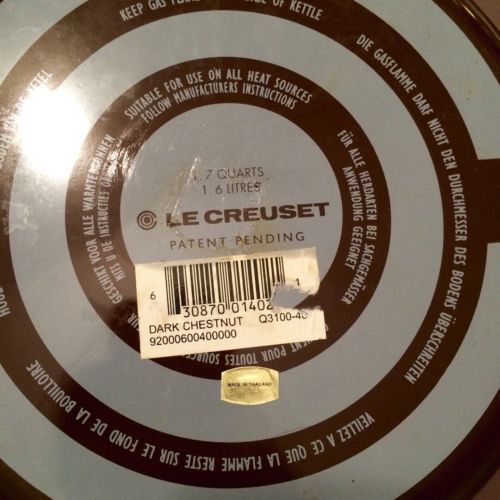 KEEP GAS OF KETTLE
DIE GASFLAMME DARF NICHT DEN DURCHMESSER DES BODENS ÜBERSCHREITEN
VEILLEZ A CE QUE LA FLAMME RESTE SUR LE FOND DE LA BOUILLOIRE
SUITABLE FOR USE ON ALL HEAT SOURCES
FOLLOW MANUFACTURERS INSTRUCTIONS
FÜR ALLE HERDARTEN BEI SACHGEMÄSSER
ANWENDUNG GEEIGNET
POUR TOUTES
GESCHIKT VOOR ALLE
MITS U DE INSTRUCTIES
7 QUARTS
1 6 LITRES
LE CREUSET
PATENT PENDING
6 30870 01402 1
DARK CHESTNUT Q3100-40
92000600400000
MADE IN THAILAND